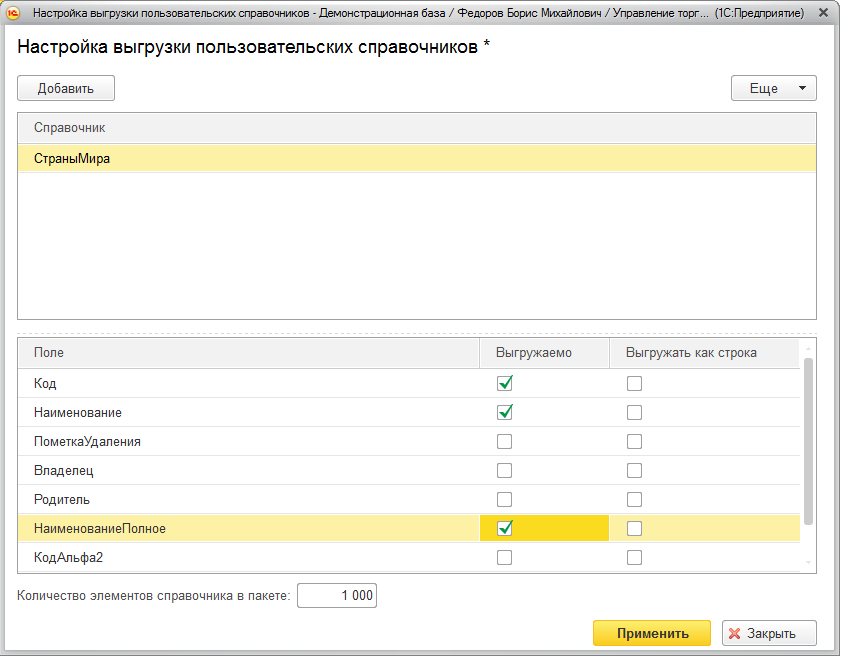 1С Настройка выгрузки пользовательских справочников - Демонстрационная база / Федоров Борис Михайлович / Управление торг... (1С:Предприятие)
Настройка выгрузки пользовательских справочников *
Добавить Еще
Справочник
СтраныМира
Поле Выгружаемо Выгружать как строка
Код
Наименование
ПометкаУдаления
Владелец
Родитель
НаименованиеПолное
КодАльфа2
Количество элементов справочника в пакете: 1 000
Применить Закрыть